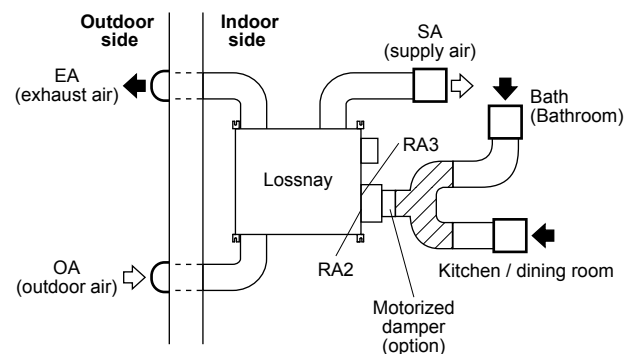 Outdoor
side
Indoor
side
EA
(exhaust air)
SA
(supply air)
Bath
(Bathroom)
RA3
Lossnay
OA
(outdoor air)
RA2
Kitchen / dining room
Motorized
damper
(option)